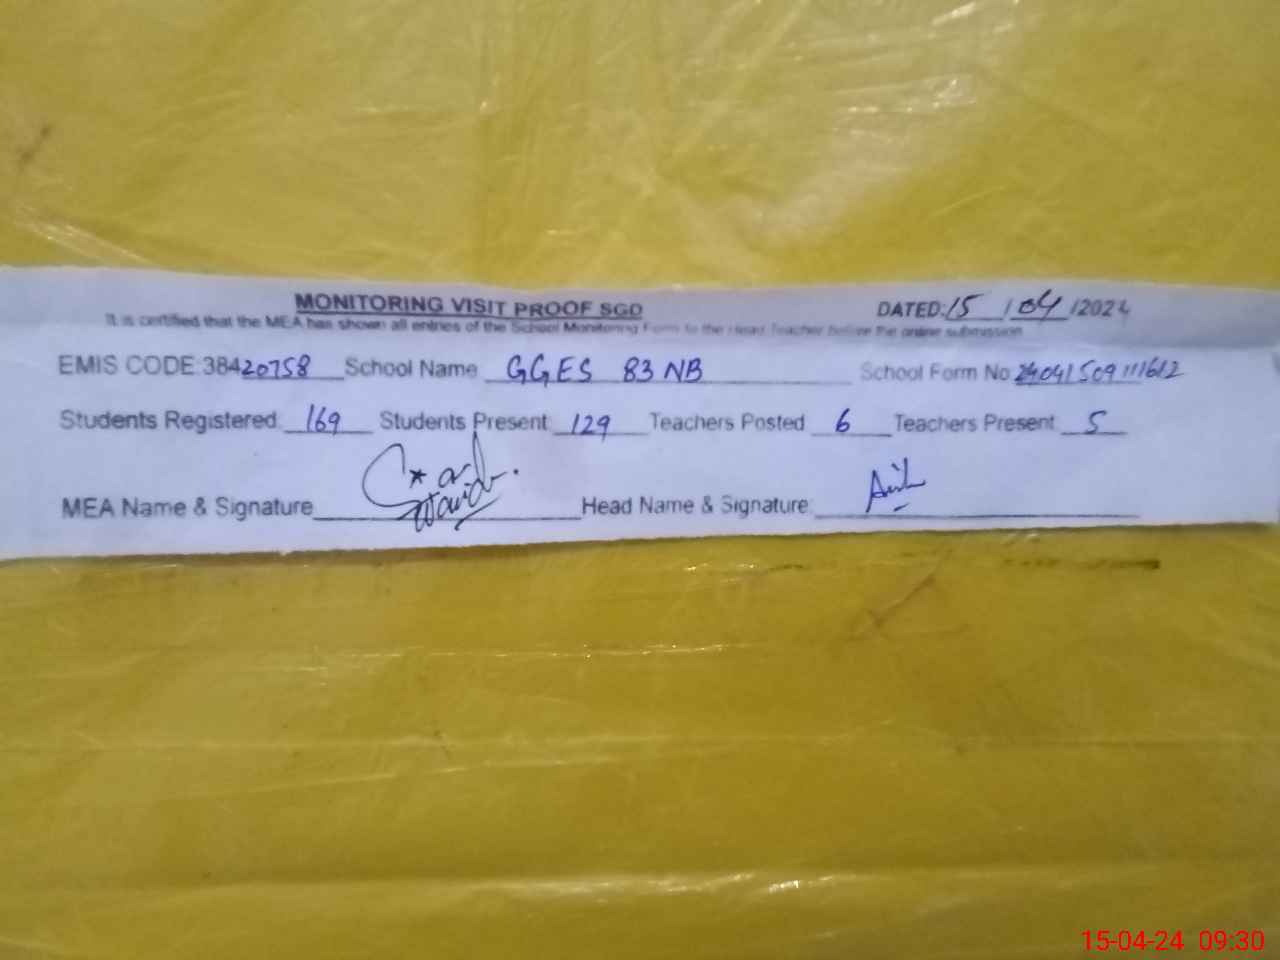 MONITORING VISIT PROOF SGD DATED: 15 / 04 / 2024
It is certified that the MEA has shown all entries of the School Monitoring Form to the Head Teacher before the online submission
EMIS CODE:38420758 School Name GGES 83 NB School Form No 240415091111612
Students Registered: 169 Students Present: 129 Teachers Posted 6 Teachers Present 5
MEA Name & Signature Head Name & Signature:
15-04-24 09:30